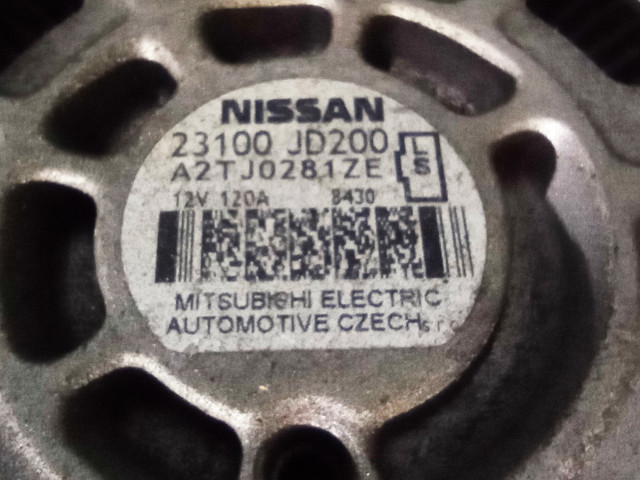 NISSAN
23100 JD200
A2TJ0281ZE
L
S
12V 120A 8430
MITSUBISHI ELECTRIC
AUTOMOTIVE CZECH s.r.o